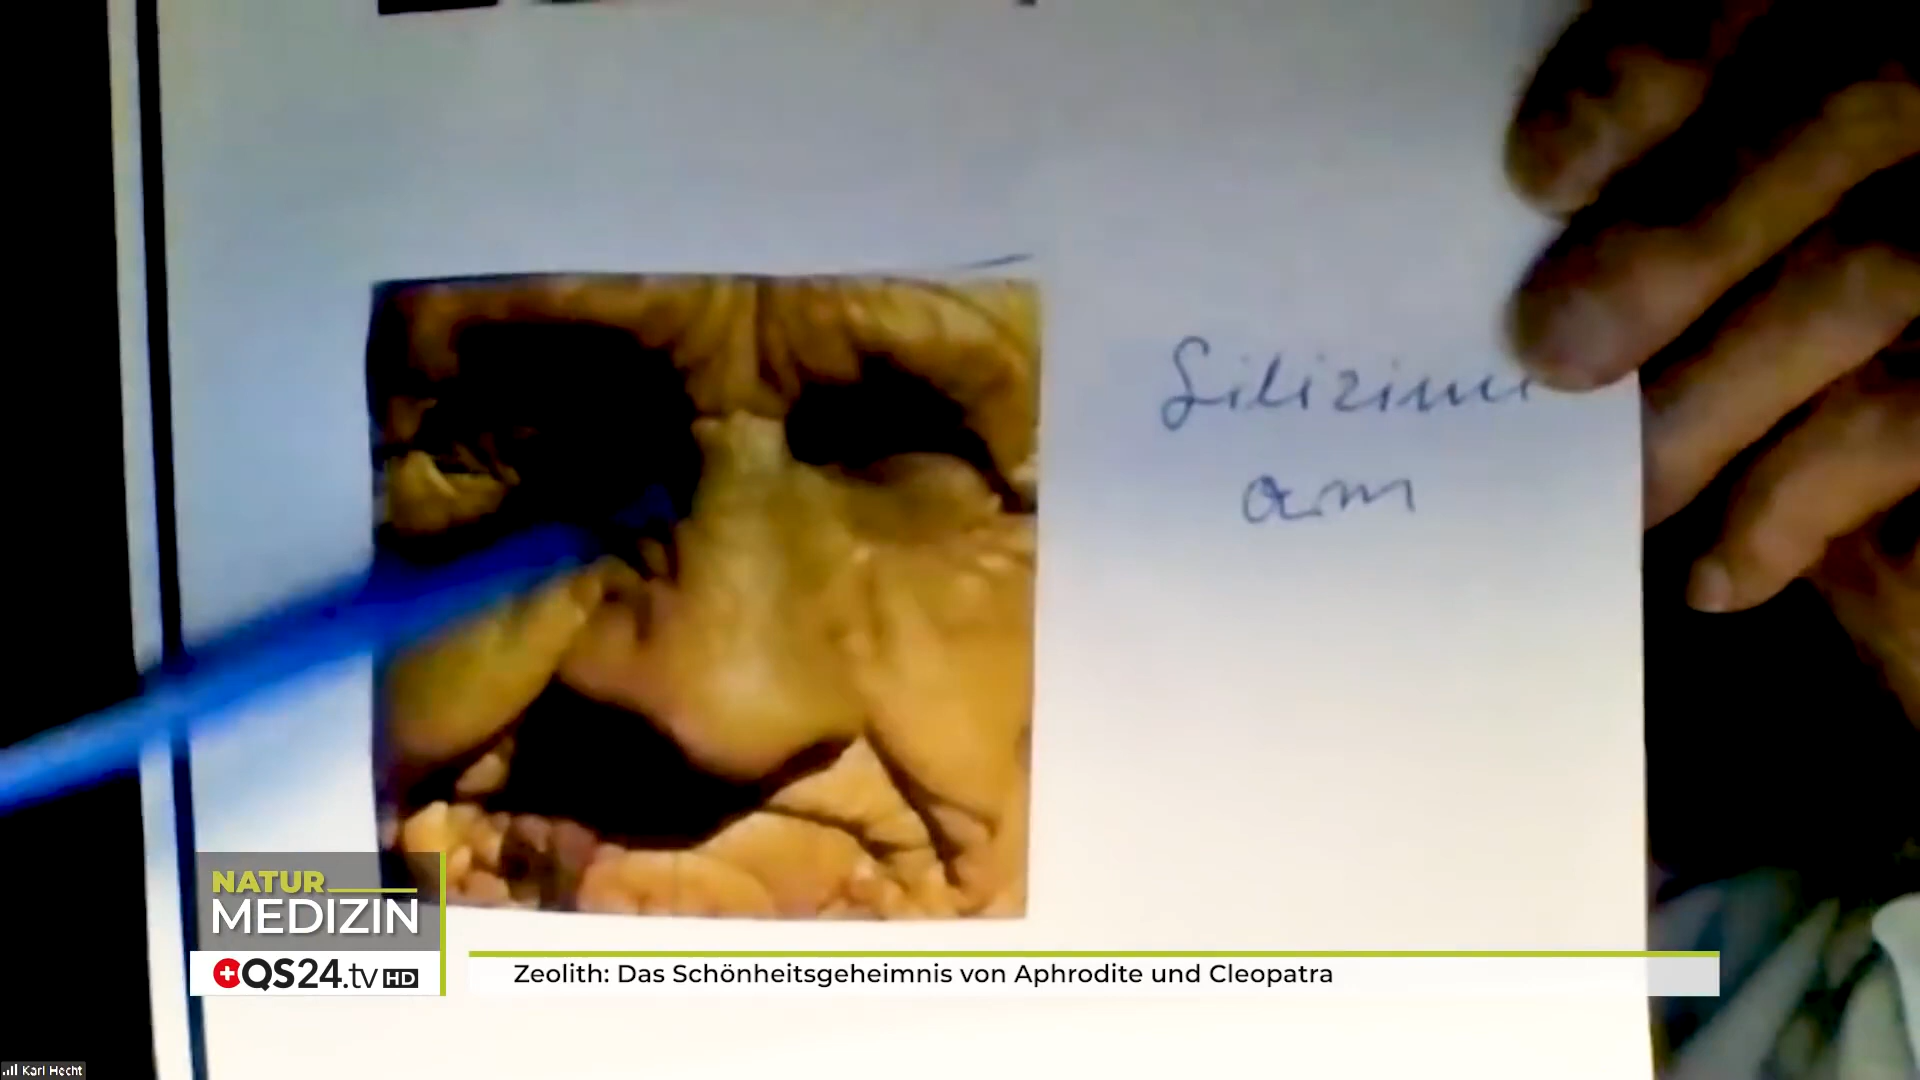 Silizium
arm
NATUR
MEDIZIN
QS24.tv HD
Zeolith: Das Schönheitsgeheimnis von Aphrodite und Cleopatra
Karl Hecht